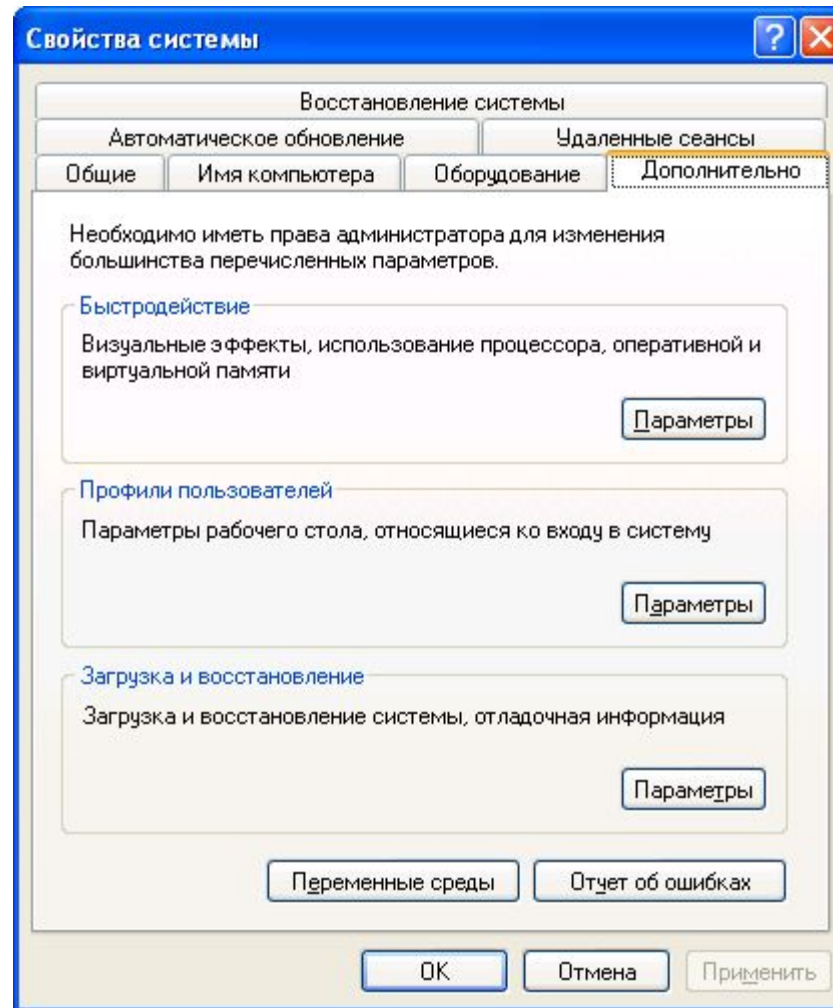 Свойства системы
Восстановление системы
Автоматическое обновление
Удаленные сеансы
Общие
Имя компьютера
Оборудование
Дополнительно
Необходимо иметь права администратора для изменения
большинства перечисленных параметров.
Быстродействие
Визуальные эффекты, использование процессора, оперативной и
виртуальной памяти
Параметры
Профили пользователей
Параметры рабочего стола, относящиеся ко входу в систему
Параметры
Загрузка и восстановление
Загрузка и восстановление системы, отладочная информация
Параметры
Переменные среды
Отчет об ошибках
ОК
Отмена
Применить